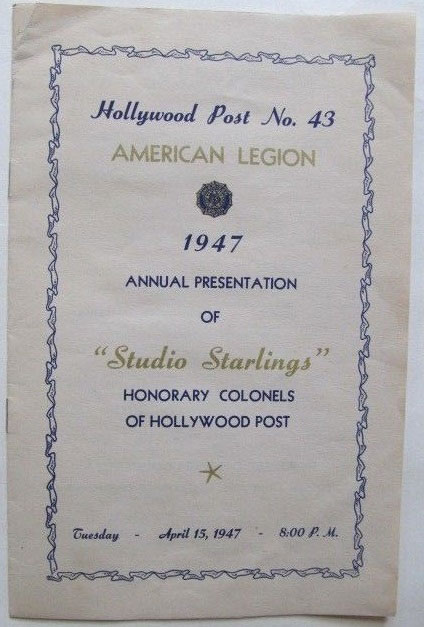 Hollywood Post No. 43
AMERICAN LEGION
1947
ANNUAL PRESENTATION
OF
"Studio Starlings"
HONORARY COLONELS
OF HOLLYWOOD POST
Tuesday - April 15, 1947 - 8:00 P. M.